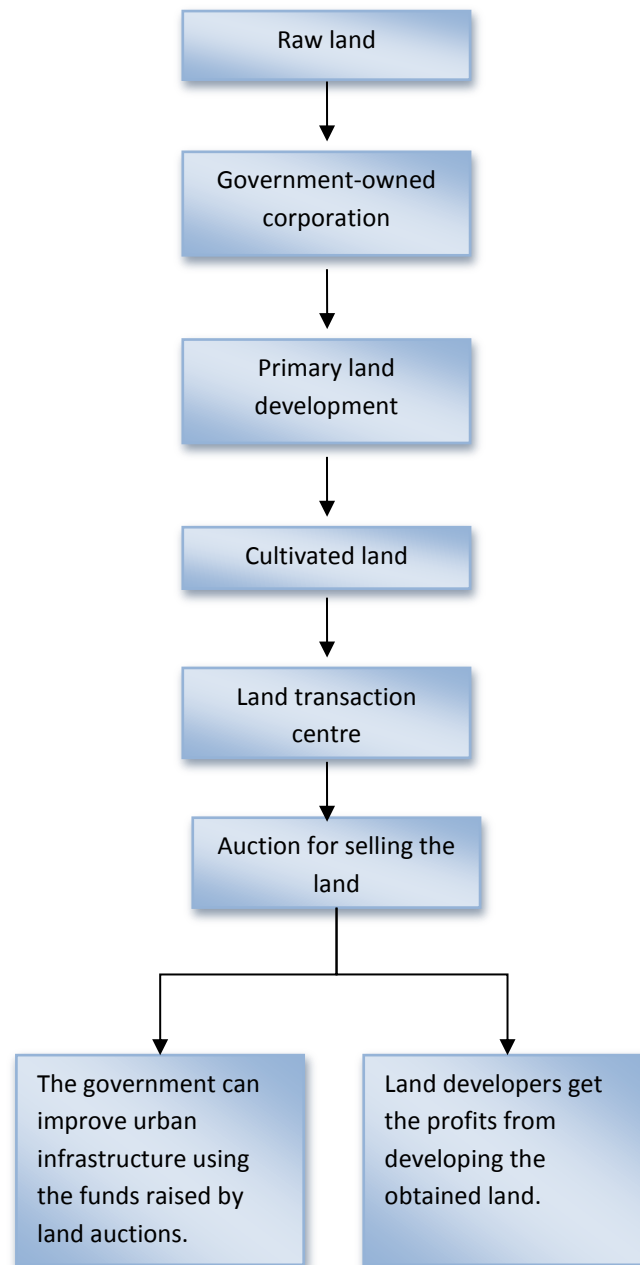 Raw land
Government-owned
corporation
Primary land
development
Cultivated land
Land transaction
centre
Auction for selling the
land
The government can
improve urban
infrastructure using
the funds raised by
land auctions.
Land developers get
the profits from
developing the
obtained land.